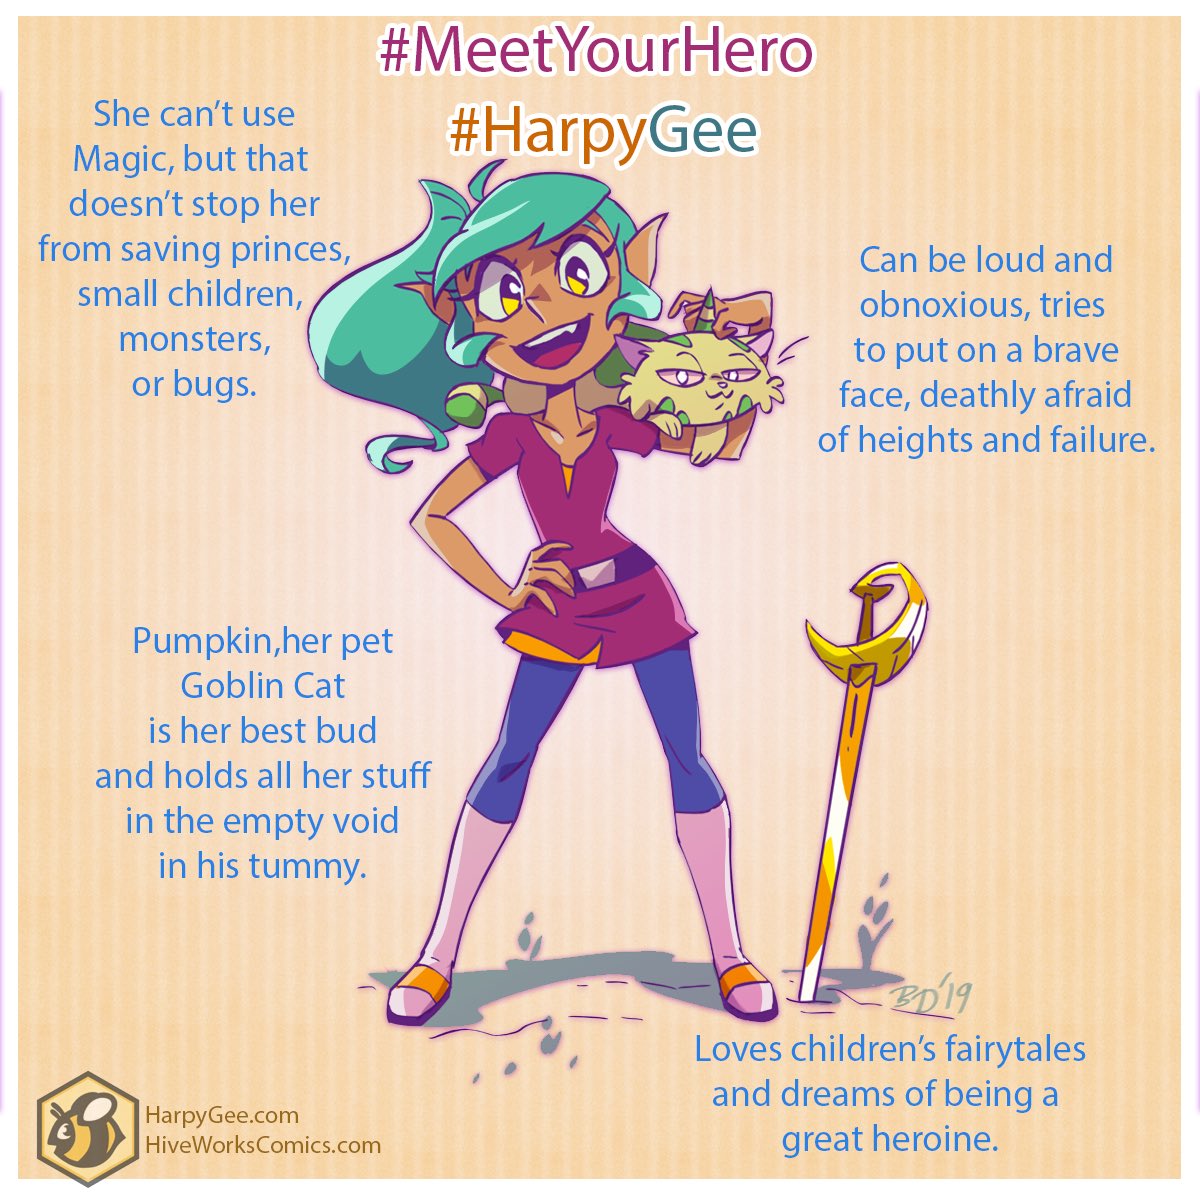 #MeetYourHero
#HarpyGee
She can't use
Magic, but that
doesn't stop her
from saving princes,
small children,
monsters,
or bugs.
Can be loud and
obnoxious, tries
to put on a brave
face, deathly afraid
of heights and failure.
Pumpkin,her pet
Goblin Cat
is her best bud
and holds all her stuff
in the empty void
in his tummy.
BD'19
Loves children's fairytales
and dreams of being a
great heroine.
HarpyGee.com
HiveWorksComics.com